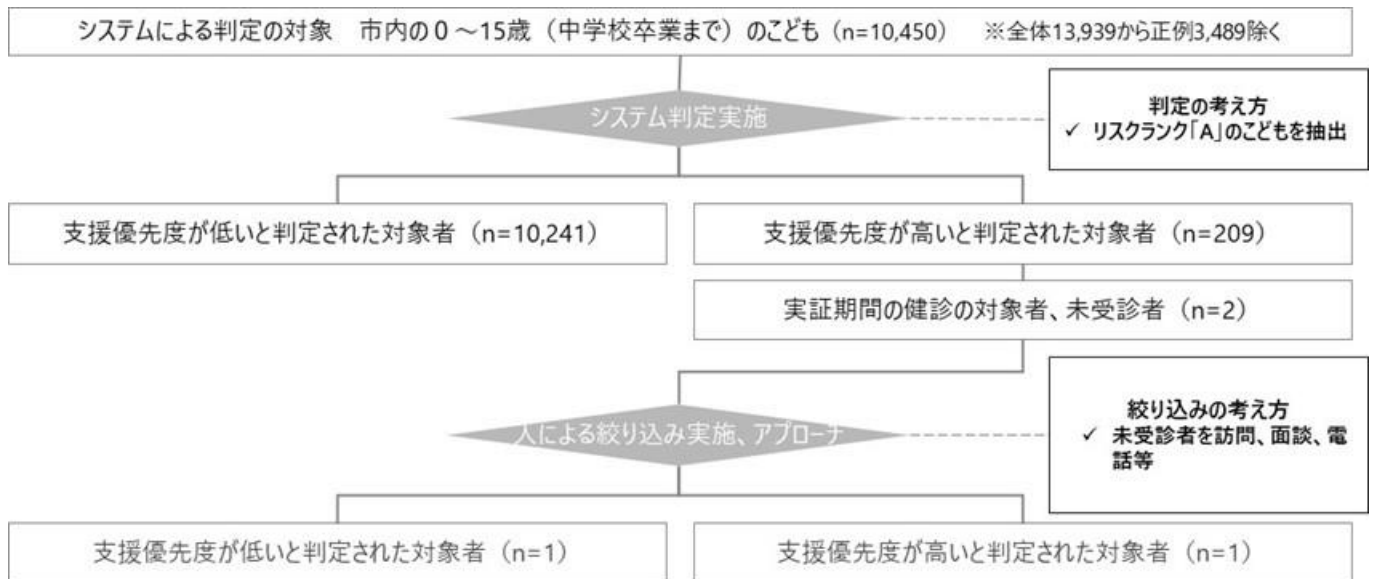 システムによる判定の対象　市内の０～15歳（中学校卒業まで）のこども（n=10,450）　※全体13,939から正例3,489除く
システム判定実施
判定の考え方
✓ リスクランク「A」のこどもを抽出
支援優先度が低いと判定された対象者（n=10,241）
支援優先度が高いと判定された対象者（n=209）
実証期間の健診の対象者、未受診者（n=2）
人による絞り込み実施、アプローチ
絞り込みの考え方
✓ 未受診者を訪問、面談、電
話等
支援優先度が低いと判定された対象者（n=1）
支援優先度が高いと判定された対象者（n=1）